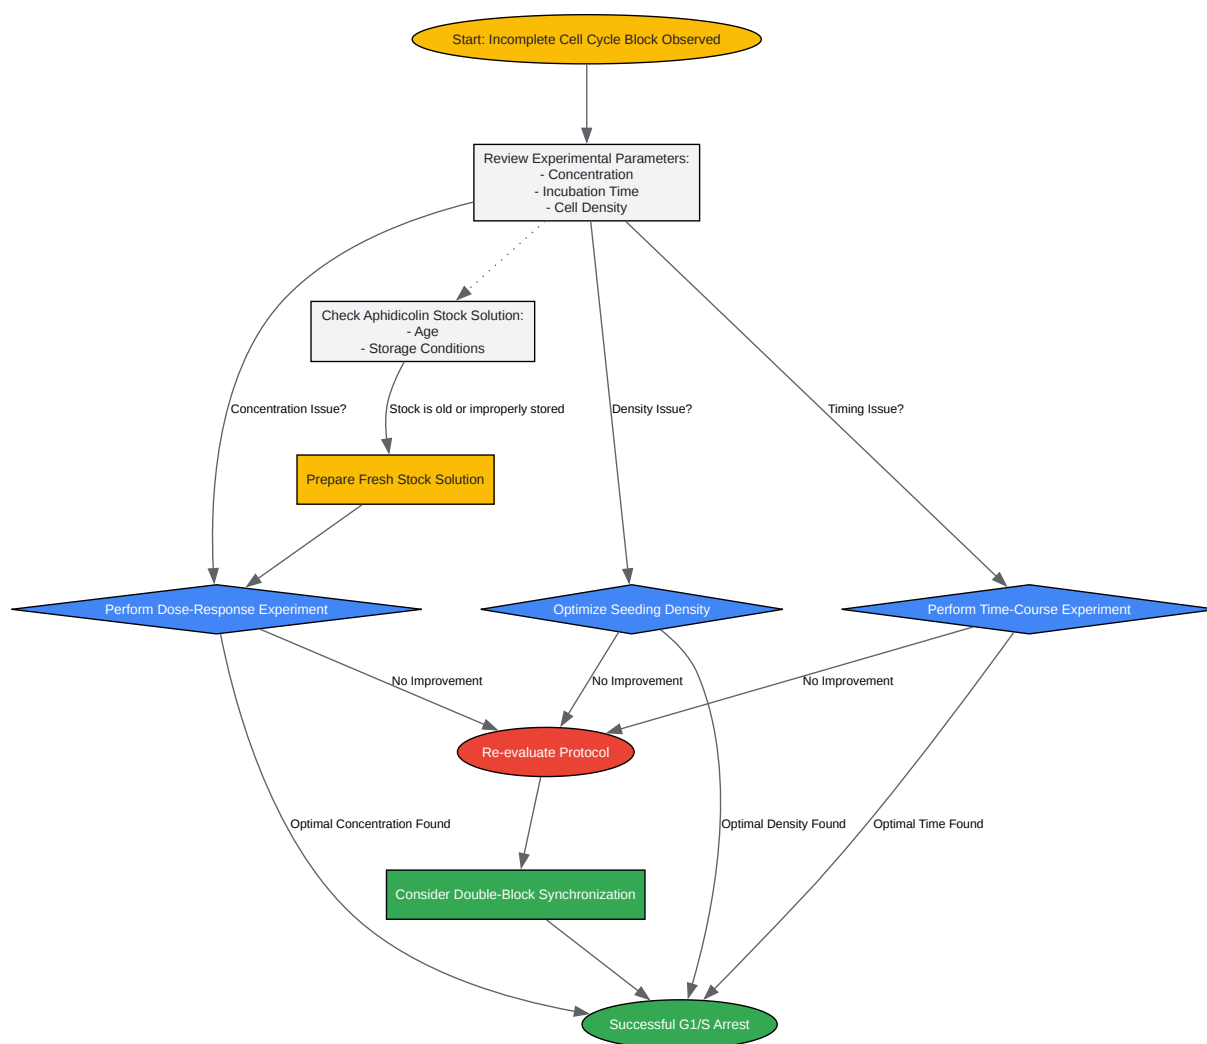 Start: Incomplete Cell Cycle Block Observed
Review Experimental Parameters:
- Concentration
- Incubation Time
- Cell Density
Check Aphidicolin Stock Solution:
- Age
- Storage Conditions
Concentration Issue?
Stock is old or improperly stored
Density Issue?
Timing Issue?
Prepare Fresh Stock Solution
Perform Dose-Response Experiment
Optimize Seeding Density
Perform Time-Course Experiment
No Improvement
No Improvement
No Improvement
Re-evaluate Protocol
Optimal Concentration Found
Optimal Density Found
Optimal Time Found
Consider Double-Block Synchronization
Successful G1/S Arrest